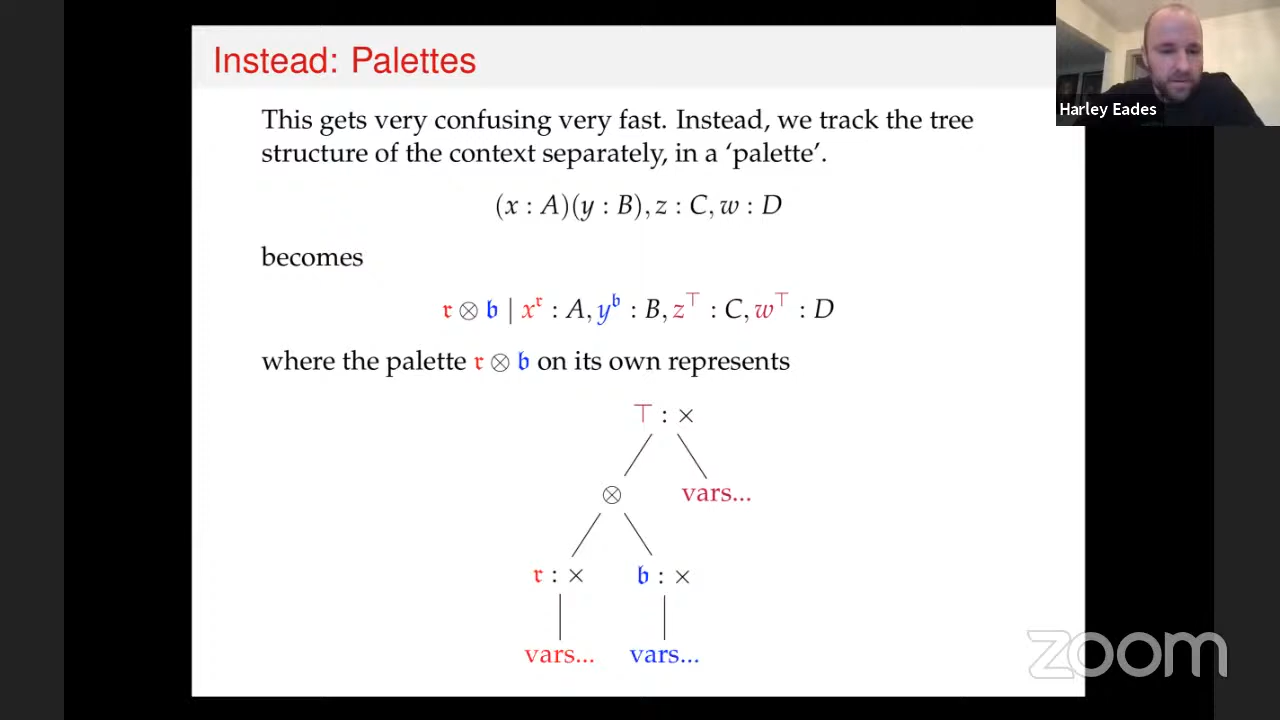 Instead: Palettes
Harley Eades
This gets very confusing very fast. Instead, we track the tree
structure of the context separately, in a ‘palette’.
(x : A)(y : B), z : C, w : D
becomes
𝔯 ⊗ 𝔟 | x^𝔯 : A, y^𝔟 : B, z^⊤ : C, w^⊤ : D
where the palette 𝔯 ⊗ 𝔟 on its own represents
⊤ : ×
⊗ vars...
𝔯 : × 𝔟 : ×
vars... vars...
zoom